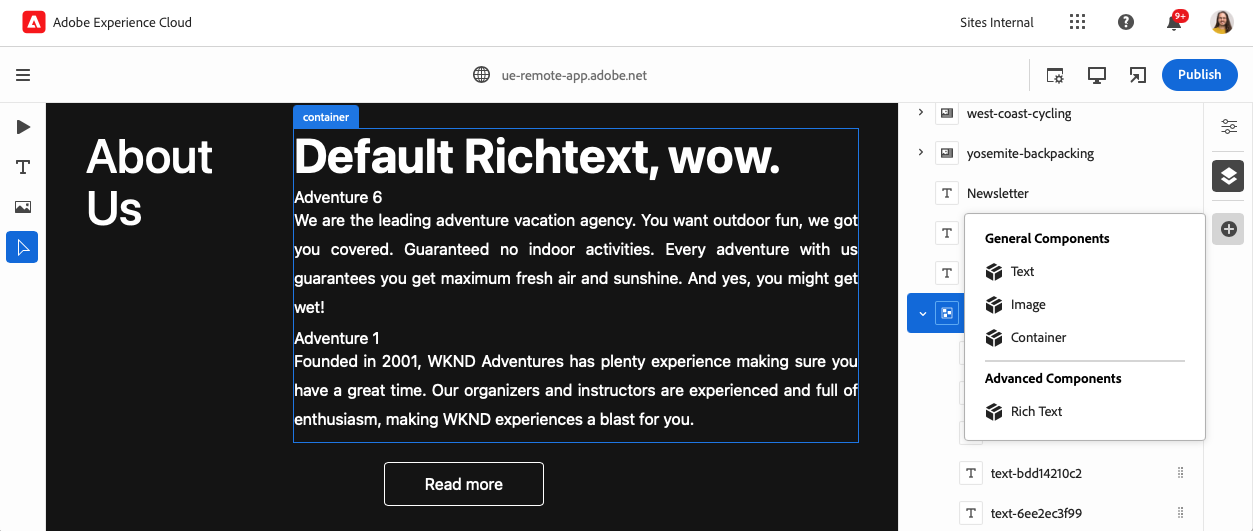 Adobe Experience Cloud
Sites Internal
9+
ue-remote-app.adobe.net
Publish
container
About
Us
Default Richtext, wow.
Adventure 6
We are the leading adventure vacation agency. You want outdoor fun, we got
you covered. Guaranteed no indoor activities. Every adventure with us
guarantees you get maximum fresh air and sunshine. And yes, you might get
wet!
Adventure 1
Founded in 2001, WKND Adventures has plenty experience making sure you
have a great time. Our organizers and instructors are experienced and full of
enthusiasm, making WKND experiences a blast for you.
Read more
west-coast-cycling
yosemite-backpacking
Newsletter
General Components
Text
Image
Container
Advanced Components
Rich Text
text-bdd14210c2
text-6ee2ec3f99